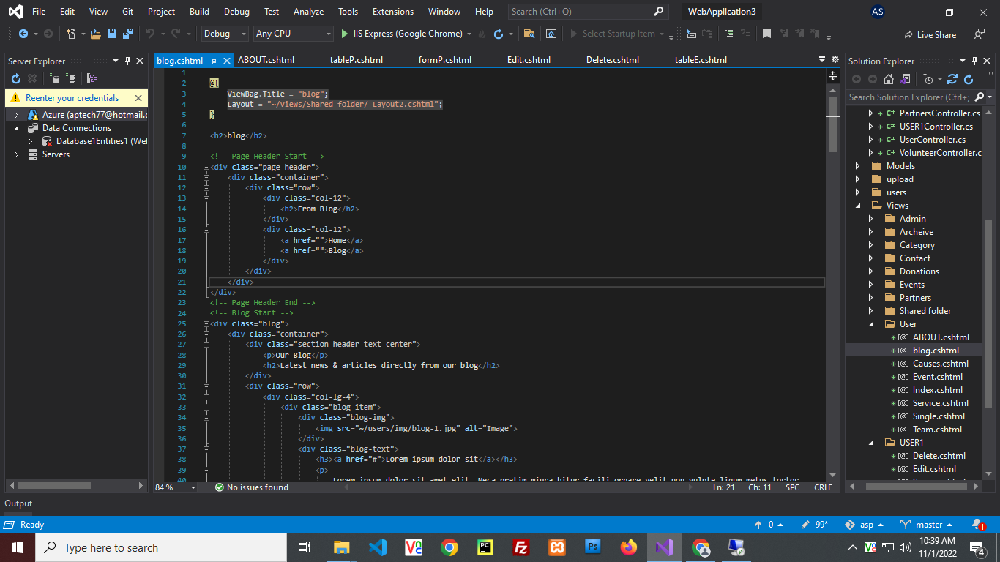 File Edit View Git Project Build Debug Test Analyze Tools Extensions Window Help Search (Ctrl+Q) WebApplication3 AS
Debug Any CPU IIS Express (Google Chrome) Select Startup Item Live Share
Server Explorer
Reenter your credentials
Azure (aptech77@hotmail.c
Data Connections
Database1Entities1 (Wel
Servers
blog.cshtml ABOUT.cshtml tableP.cshtml formP.cshtml Edit.cshtml Delete.cshtml tableE.cshtml
1
2 @{
3 ViewBag.Title = "blog";
4 Layout = "~/Views/Shared folder/_Layout2.cshtml";
5 }
6
7 <h2>blog</h2>
8
9 <!-- Page Header Start -->
10 <div class="page-header">
11 <div class="container">
12 <div class="row">
13 <div class="col-12">
14 <h2>From Blog</h2>
15 </div>
16 <div class="col-12">
17 <a href="">Home</a>
18 <a href="">Blog</a>
19 </div>
20 </div>
21 </div>
22 </div>
23 <!-- Page Header End -->
24 <!-- Blog Start -->
25 <div class="blog">
26 <div class="container">
27 <div class="section-header text-center">
28 <p>Our Blog</p>
29 <h2>Latest news & articles directly from our blog</h2>
30 </div>
31 <div class="row">
32 <div class="col-lg-4">
33 <div class="blog-item">
34 <div class="blog-img">
35 <img src="~/users/img/blog-1.jpg" alt="Image">
36 </div>
37 <div class="blog-text">
38 <h3><a href="#">Lorem ipsum dolor sit</a></h3>
39 <p>
40 Lorem ipsum dolor sit amet elit. Neca pretim miura bitur facili ornare velit non vulpte liqum metus tortor
84 % No issues found Ln: 21 Ch: 11 SPC CRLF
Solution Explorer
Search Solution Explorer (Ctrl+;
PartnersController.cs
USER1Controller.cs
UserController.cs
VolunteerController.c
Models
upload
users
Views
Admin
Archeive
Category
Contact
Donations
Events
Partners
Shared folder
User
ABOUT.cshtml
blog.cshtml
Causes.cshtml
Event.cshtml
Index.cshtml
Service.cshtml
Single.cshtml
Team.cshtml
USER1
Delete.cshtml
Edit.cshtml
Output
Ready 0 99* asp master 1
Type here to search 10:39 AM
11/1/2022 4